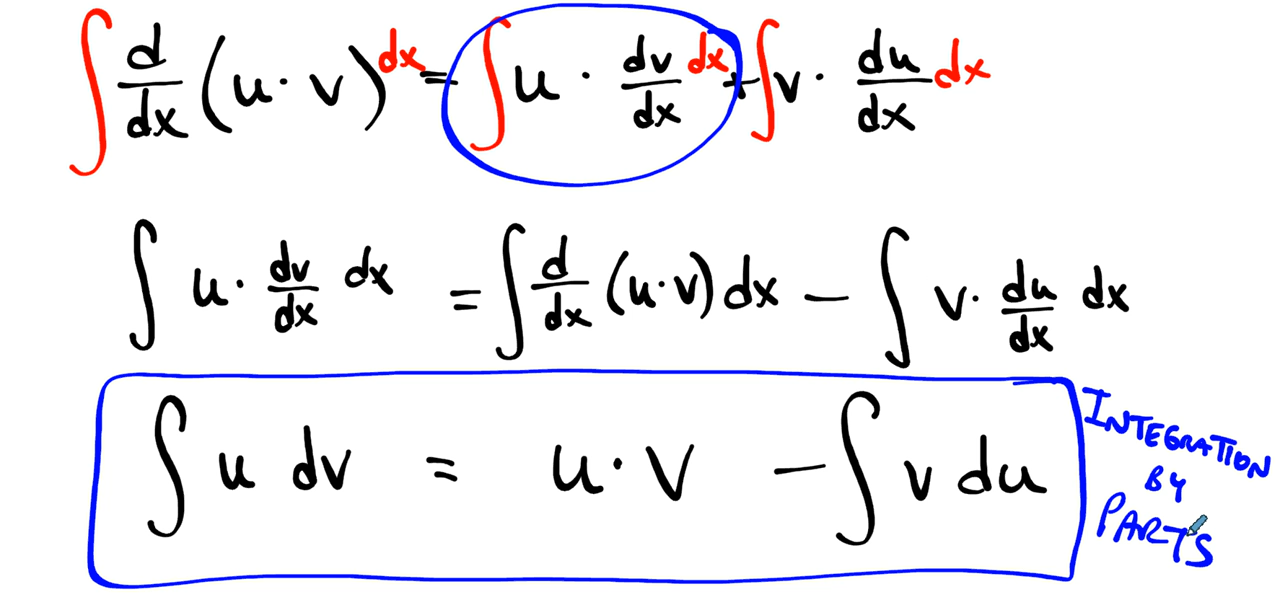 ∫ d/dx (u · v) dx = ∫ u · dv/dx dx + ∫ v · du/dx dx
∫ u · dv/dx dx = ∫ d/dx (u · v) dx − ∫ v · du/dx dx
∫ u dv = u · v − ∫ v du
INTEGRATION
BY
PARTS